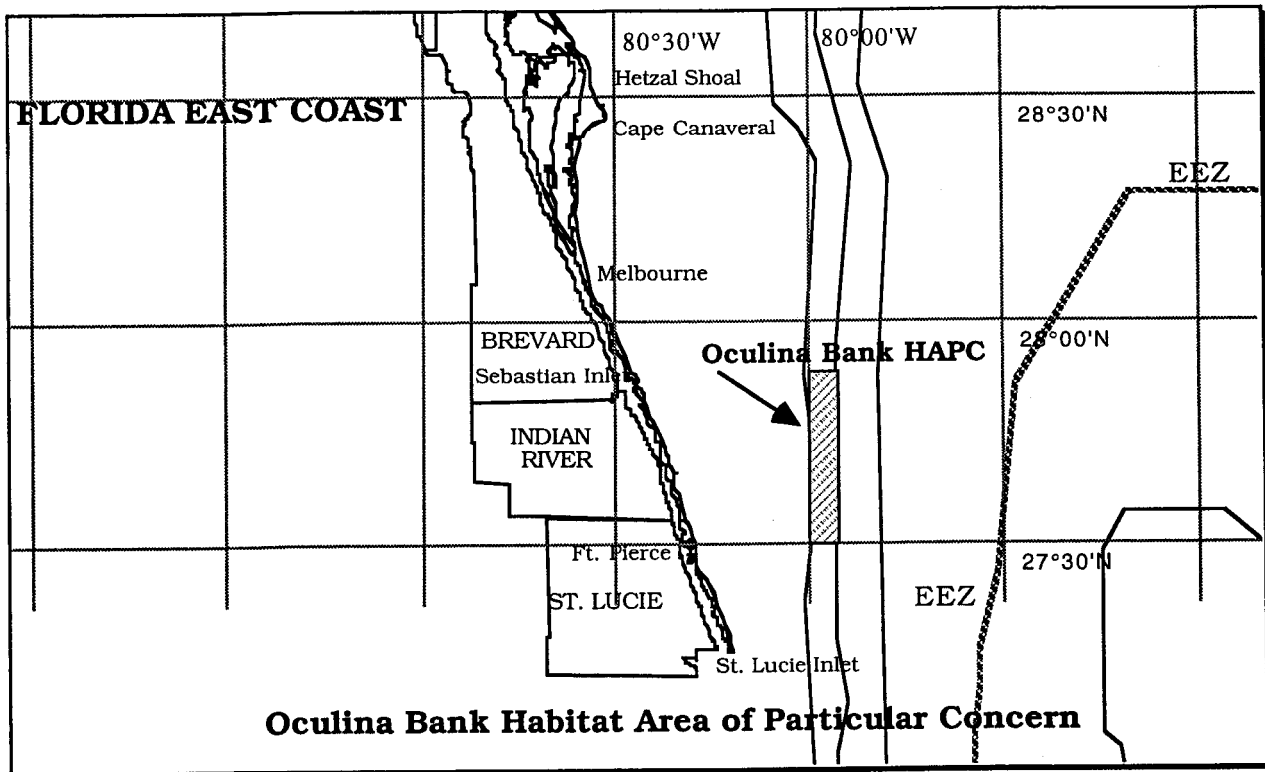 80°30'W
80°00'W
Hetzal Shoal
FLORIDA EAST COAST
28°30'N
Cape Canaveral
EEZ
Melbourne
28°00'N
BREVARD
Oculina Bank HAPC
Sebastian Inlet
INDIAN
RIVER
Ft. Pierce
27°30'N
ST. LUCIE
EEZ
St. Lucie Inlet
Oculina Bank Habitat Area of Particular Concern